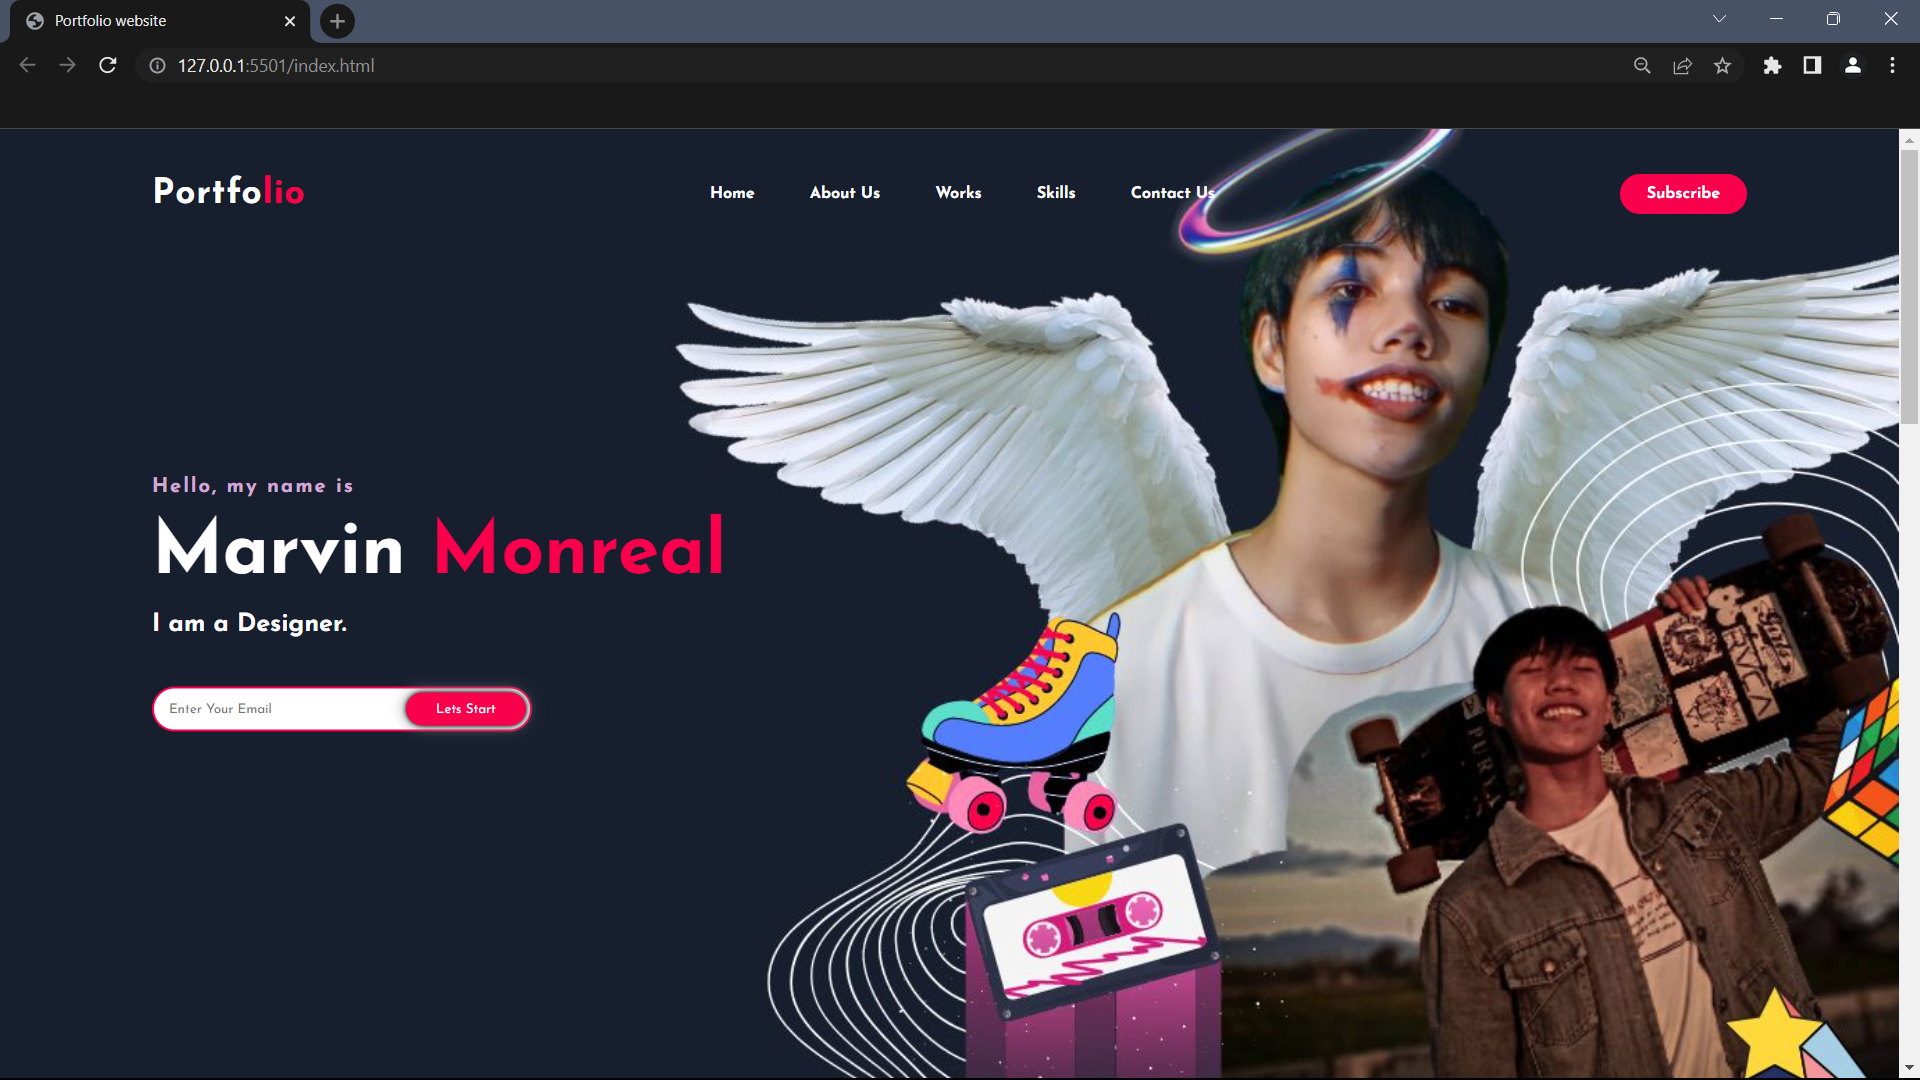 Portfolio website
127.0.0.1:5501/index.html
Portfolio
Home
About Us
Works
Skills
Contact Us
Subscribe
Hello, my name is
Marvin Monreal
I am a Designer.
Enter Your Email
Lets Start